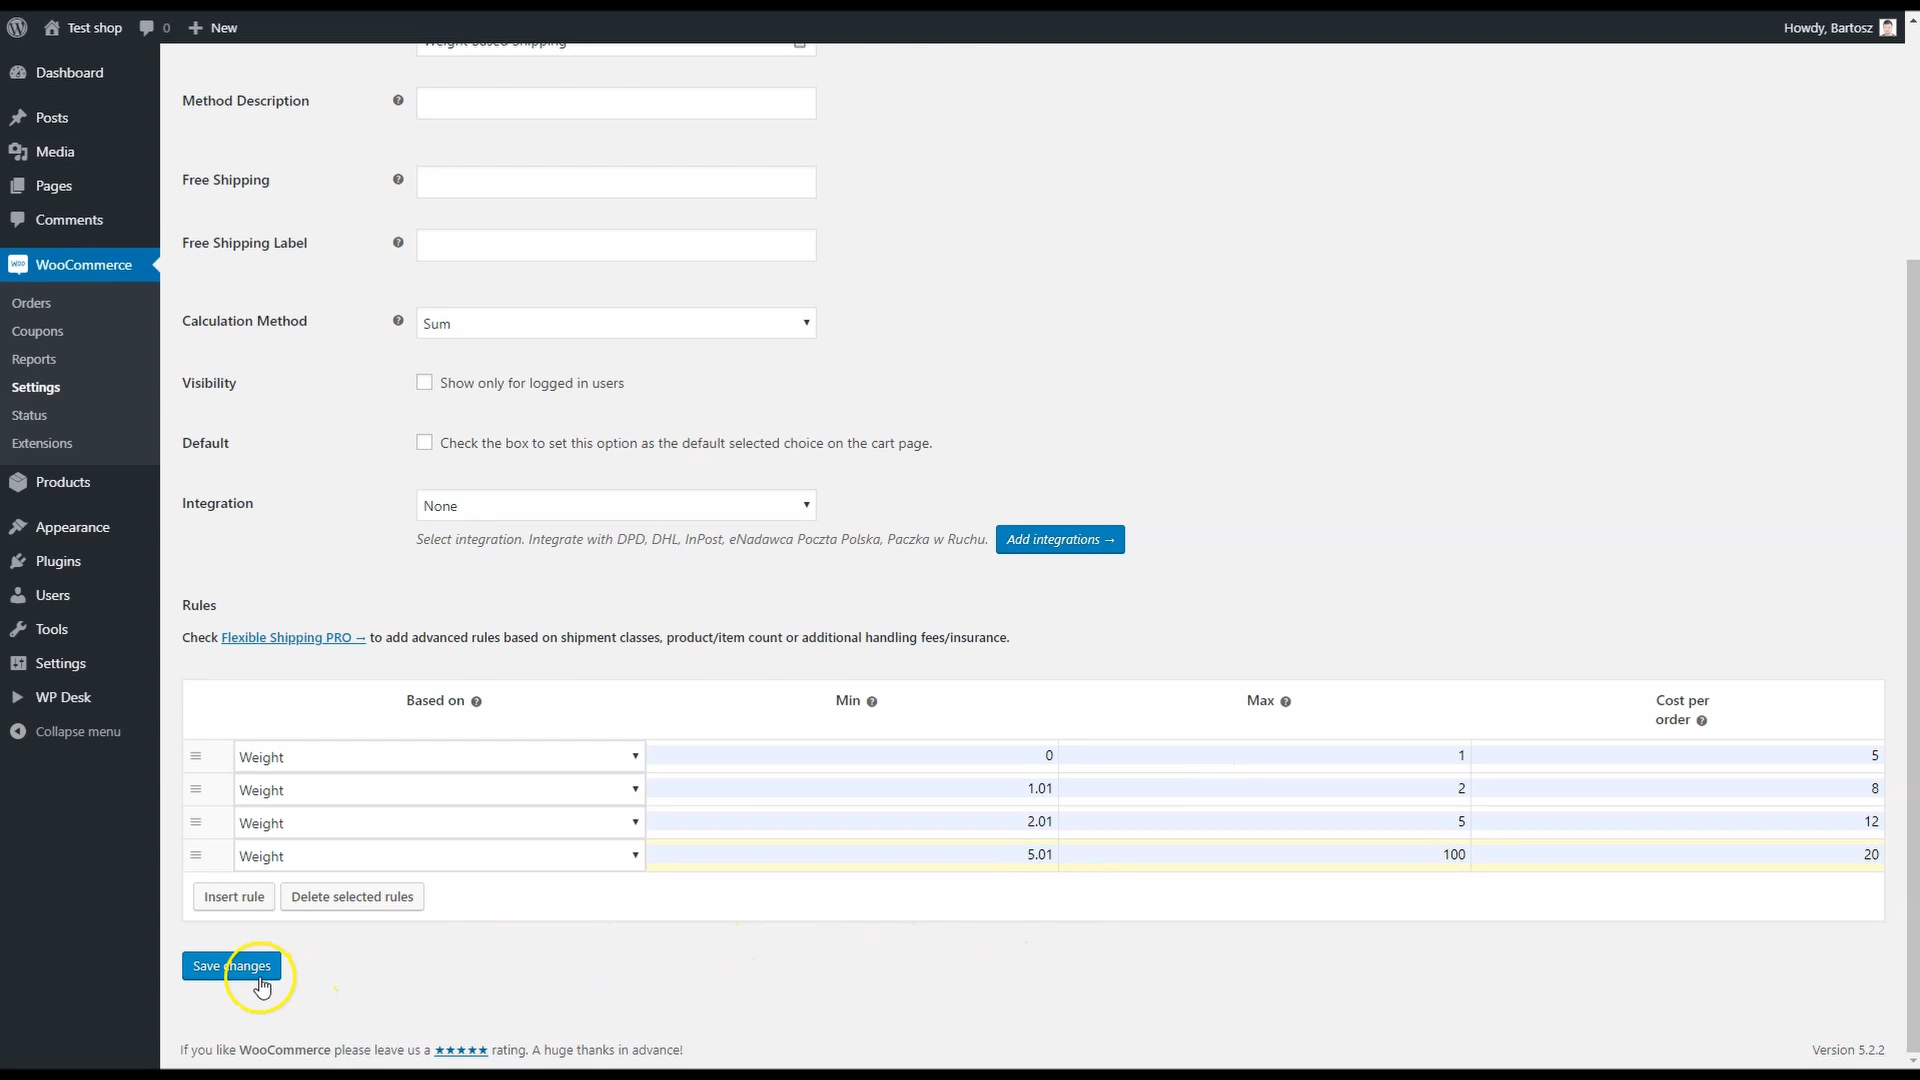 Test shop
0
New
Howdy, Bartosz
Dashboard
Posts
Media
Pages
Comments
WooCommerce
Orders
Coupons
Reports
Settings
Status
Extensions
Products
Appearance
Plugins
Users
Tools
Settings
WP Desk
Collapse menu
Weight Based Shipping
Method Description
Free Shipping
Free Shipping Label
Calculation Method
Sum
Visibility
Show only for logged in users
Default
Check the box to set this option as the default selected choice on the cart page.
Integration
None
Select integration. Integrate with DPD, DHL, InPost, eNadawca Poczta Polska, Paczka w Ruchu. Add integrations →
Rules
Check Flexible Shipping PRO → to add advanced rules based on shipment classes, product/item count or additional handling fees/insurance.
Based on Min Max Cost per
order
Weight 0 1 5
Weight 1.01 2 8
Weight 2.01 5 12
Weight 5.01 100 20
Insert rule Delete selected rules
Save changes
If you like WooCommerce please leave us a ★★★★★ rating. A huge thanks in advance!
Version 5.2.2